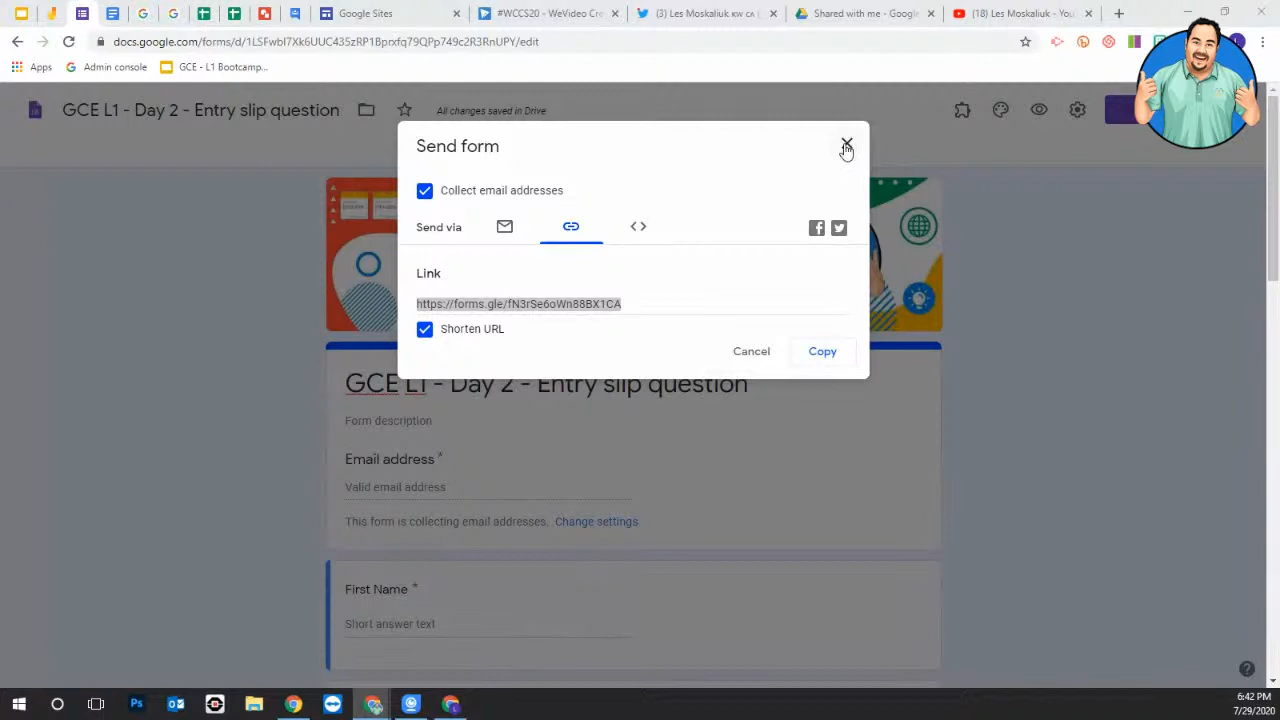 Google Sites
#WCCS20 - WeVideo Cre
(3) Les Moskaliuk KW CA
Shared with me - Google
(18) Les Moskaliuk - You
docs.google.com/forms/d/1LSFwbI7Xk6UUC435zRP1Bprxfq79QPp749c2R3RnUPY/edit
Apps
Admin console
GCE - L1 Bootcamp...
GCE L1 - Day 2 - Entry slip question
All changes saved in Drive
Send form
Collect email addresses
Send via
Link
https://forms.gle/fN3rSe6oWn88BX1CA
Shorten URL
Cancel
Copy
GCE L1 - Day 2 - Entry slip question
Form description
Email address *
Valid email address
This form is collecting email addresses. Change settings
First Name *
Short answer text
6:42 PM
7/29/2020